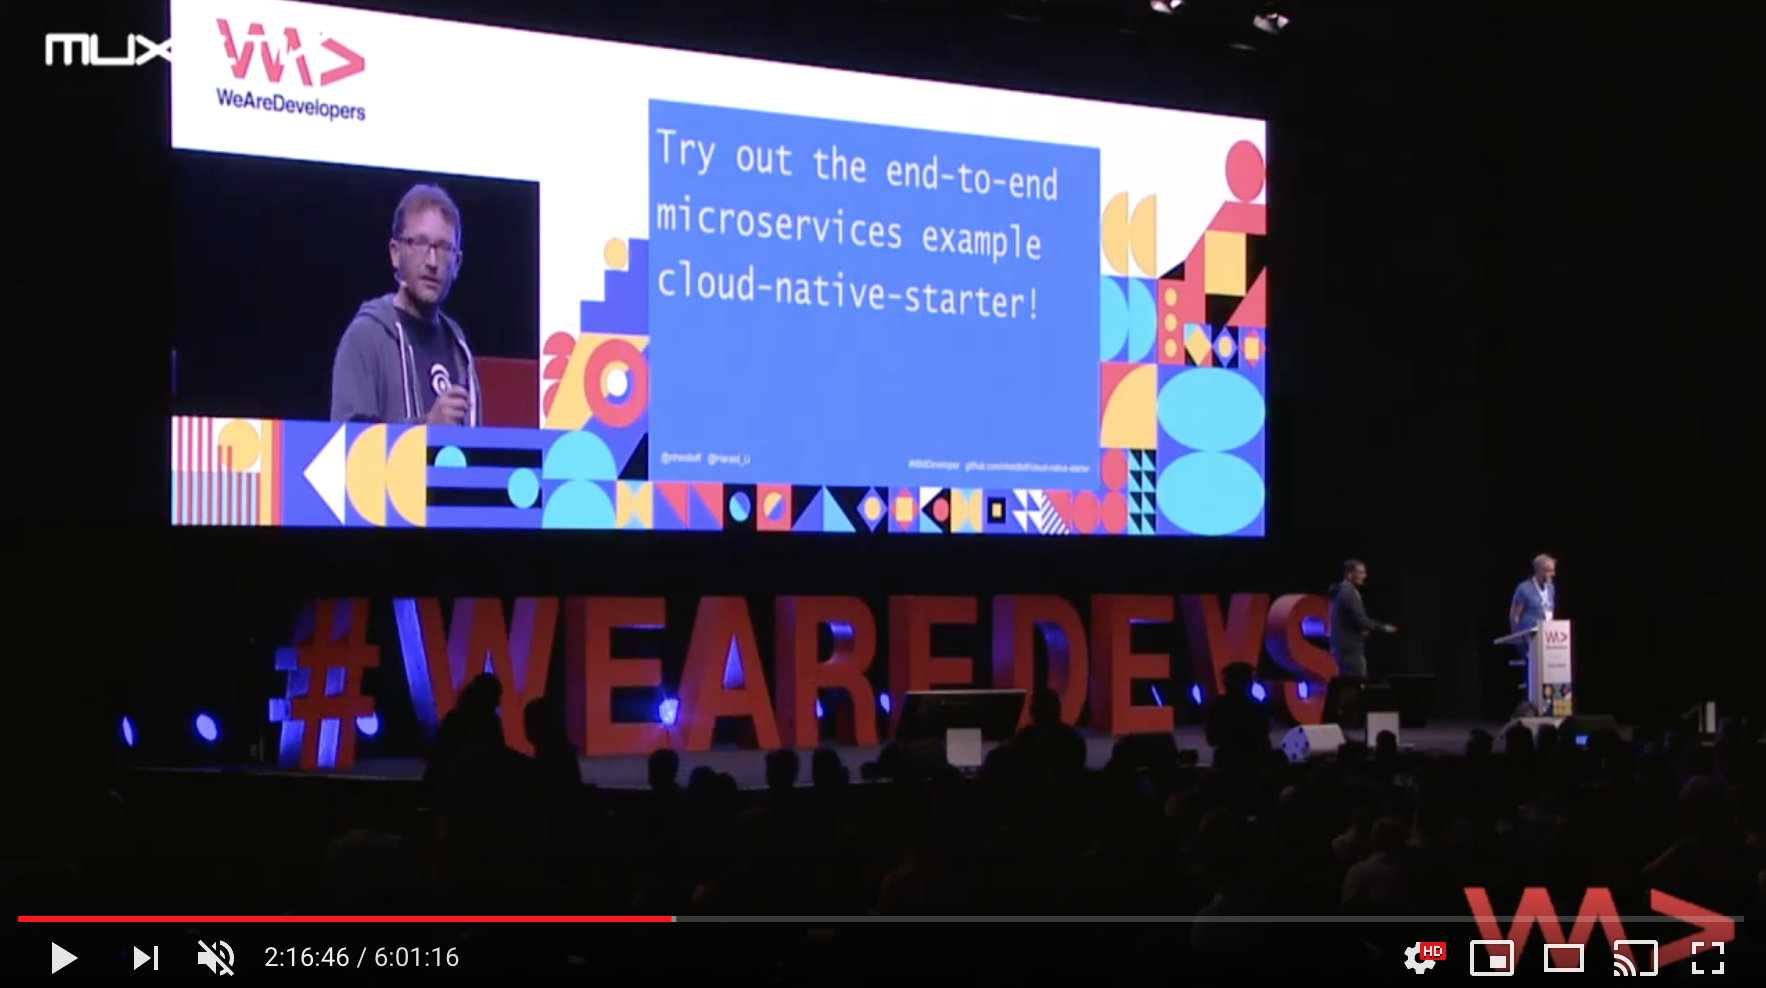 MUX
WeAreDevelopers
Try out the end-to-end
microservices example
cloud-native-starter!
@nheidloff @Harald_U
#IBMDeveloper github.com/nheidloff/cloud-native-starter
#WEAREDEVS
2:16:46 / 6:01:16
HD